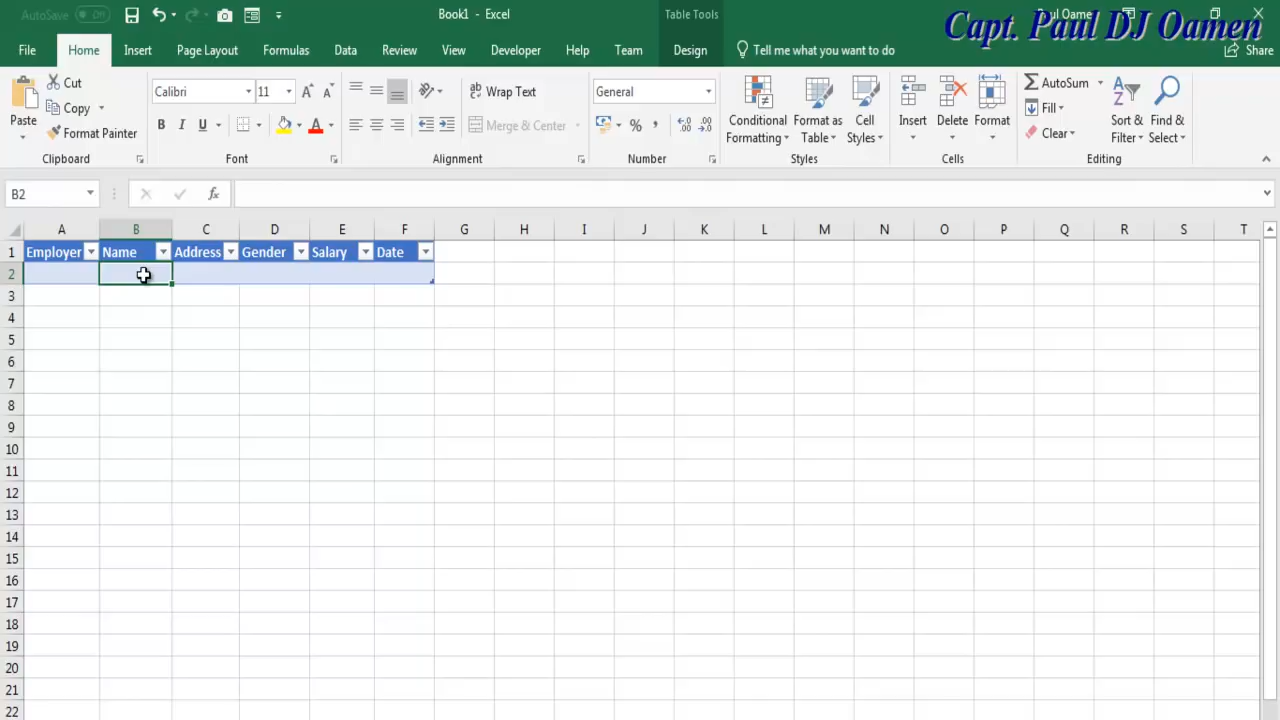 AutoSave Off
Book1 - Excel
Table Tools
Paul Oame
Capt. Paul DJ Oamen
File Home Insert Page Layout Formulas Data Review View Developer Help Team Design Tell me what you want to do Share
Paste
Cut
Copy
Format Painter
Clipboard
Calibri 11
B I U
Font
Wrap Text
Merge & Center
Alignment
General
%
Number
Conditional Formatting
Format as Table
Cell Styles
Styles
Insert
Delete
Format
Cells
AutoSum
Fill
Clear
Sort & Filter
Find & Select
Editing
B2
fx
A B C D E F G H I J K L M N O P Q R S T
1 Employer Name Address Gender Salary Date
2
3
4
5
6
7
8
9
10
11
12
13
14
15
16
17
18
19
20
21
22